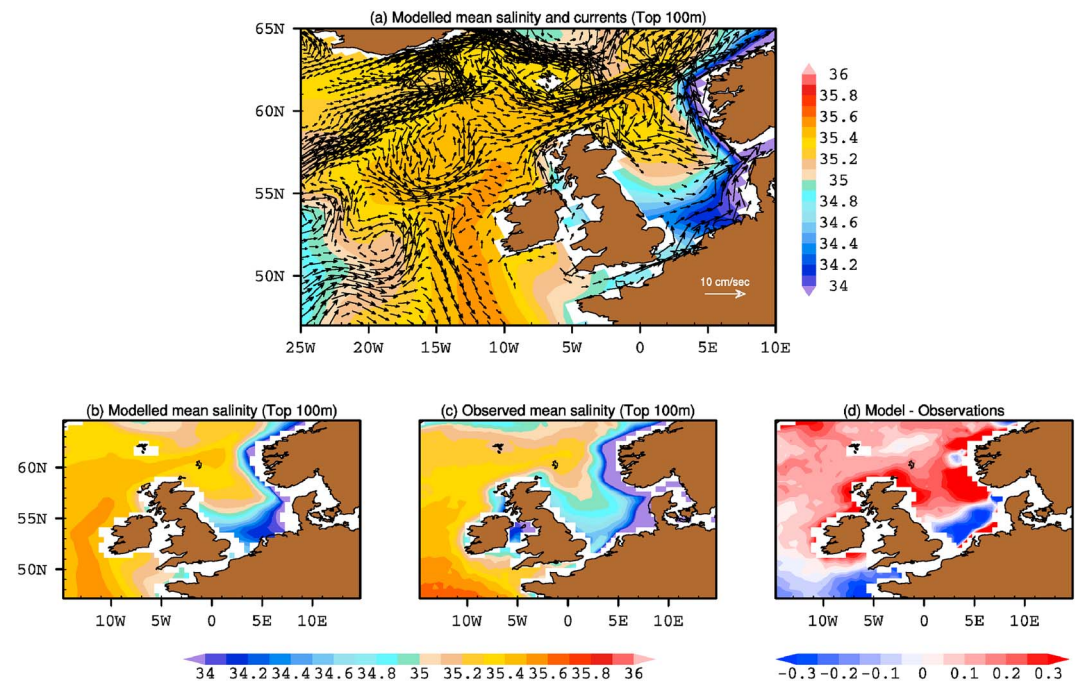 (a) Modelled mean salinity and currents (Top 100m)
65N
60N
55N
50N
25W 20W 15W 10W 5W 0 5E 10E
10 cm/sec
36
35.8
35.6
35.4
35.2
35
34.8
34.6
34.4
34.2
34
(b) Modelled mean salinity (Top 100m)
60N
55N
50N
10W 5W 0 5E 10E
(c) Observed mean salinity (Top 100m)
10W 5W 0 5E 10E
(d) Model - Observations
10W 5W 0 5E 10E
34 34.2 34.4 34.6 34.8 35 35.2 35.4 35.6 35.8 36
-0.3 -0.2 -0.1 0 0.1 0.2 0.3